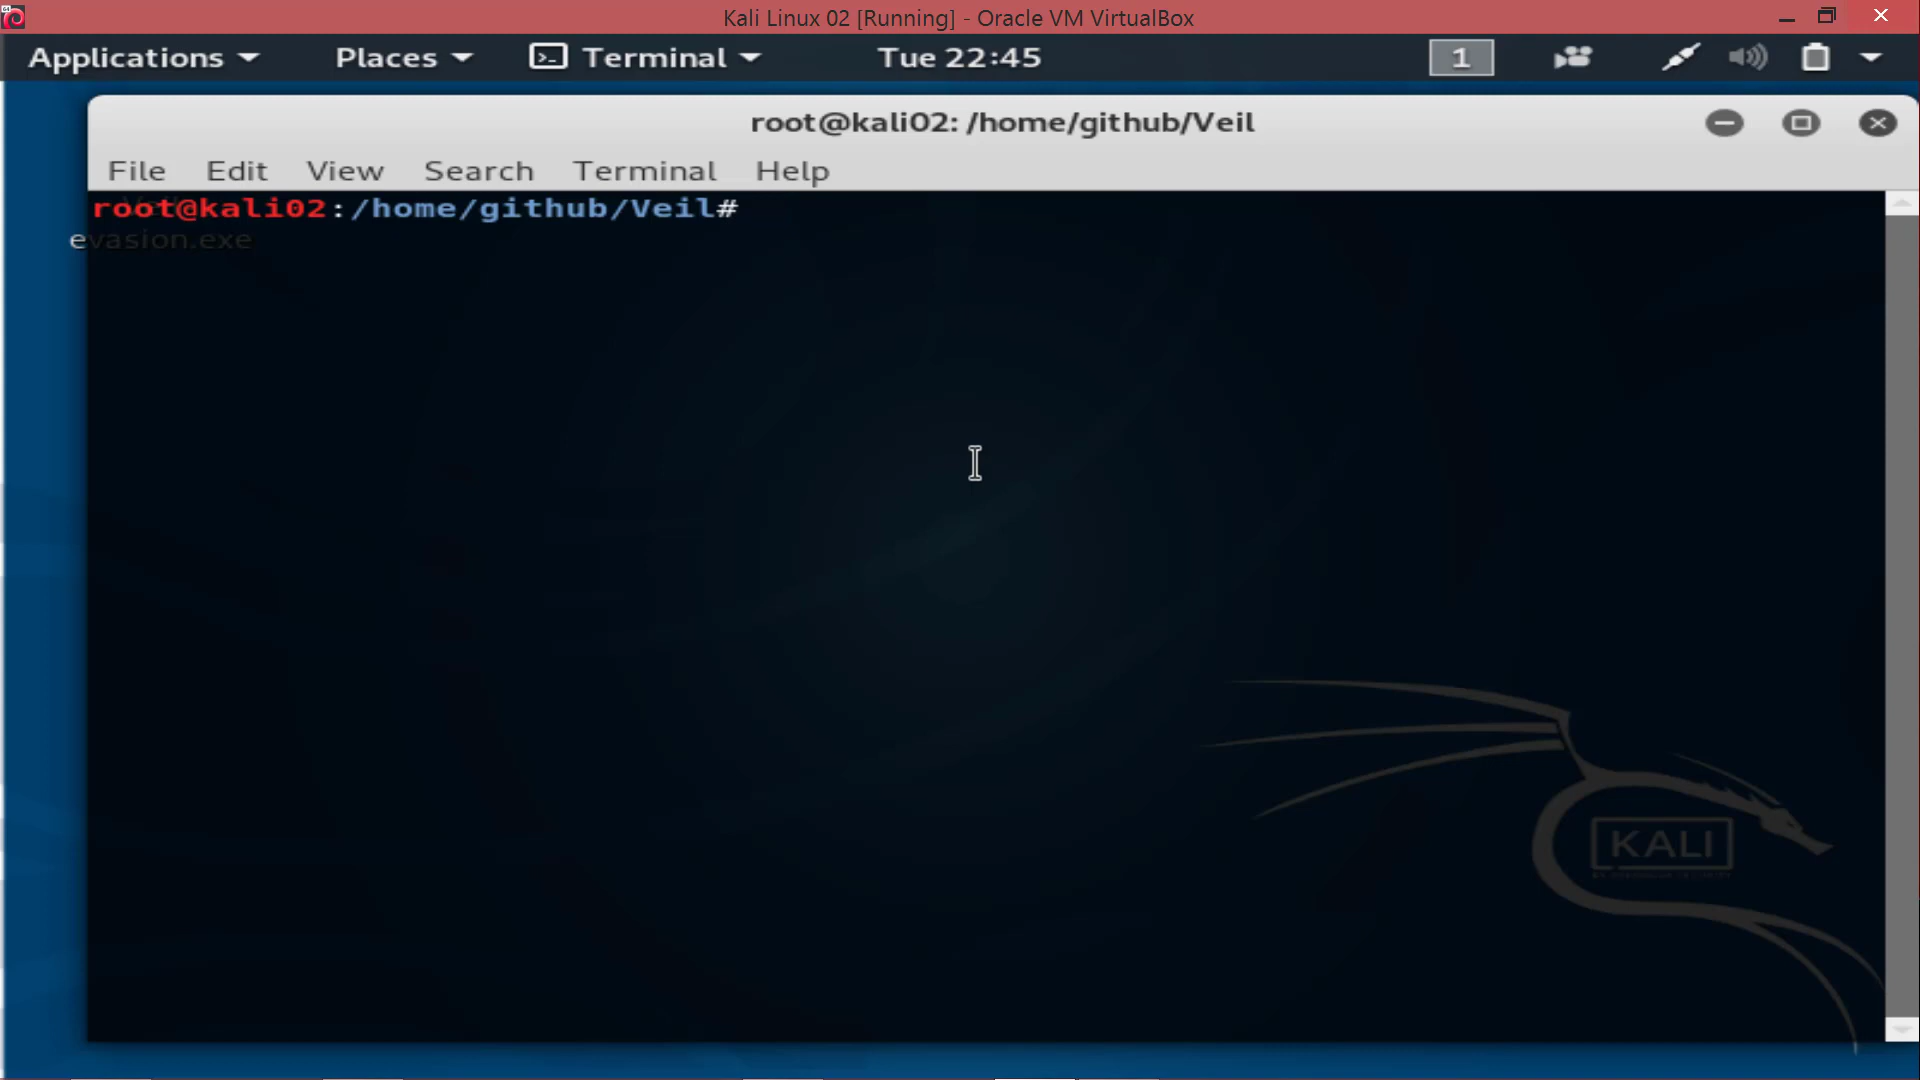 64
Kali Linux 02 [Running] - Oracle VM VirtualBox
Applications Places Terminal Tue 22:45 1
root@kali02: /home/github/Veil
File Edit View Search Terminal Help
root@kali02:/home/github/Veil#
evasion.exe
KALI